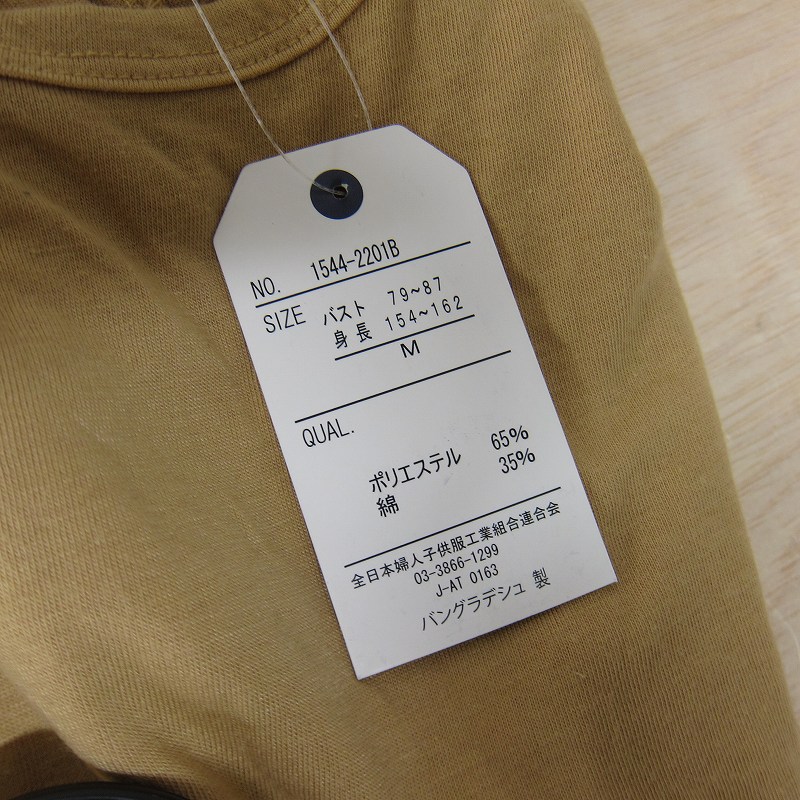 NO. 1544-2201B
SIZE バスト 79~87
身長 154~162
M
QUAL.
ポリエステル 65%
綿 35%
全日本婦人子供服工業組合連合会
03-3866-1299
J-AT 0163
バングラデシュ 製